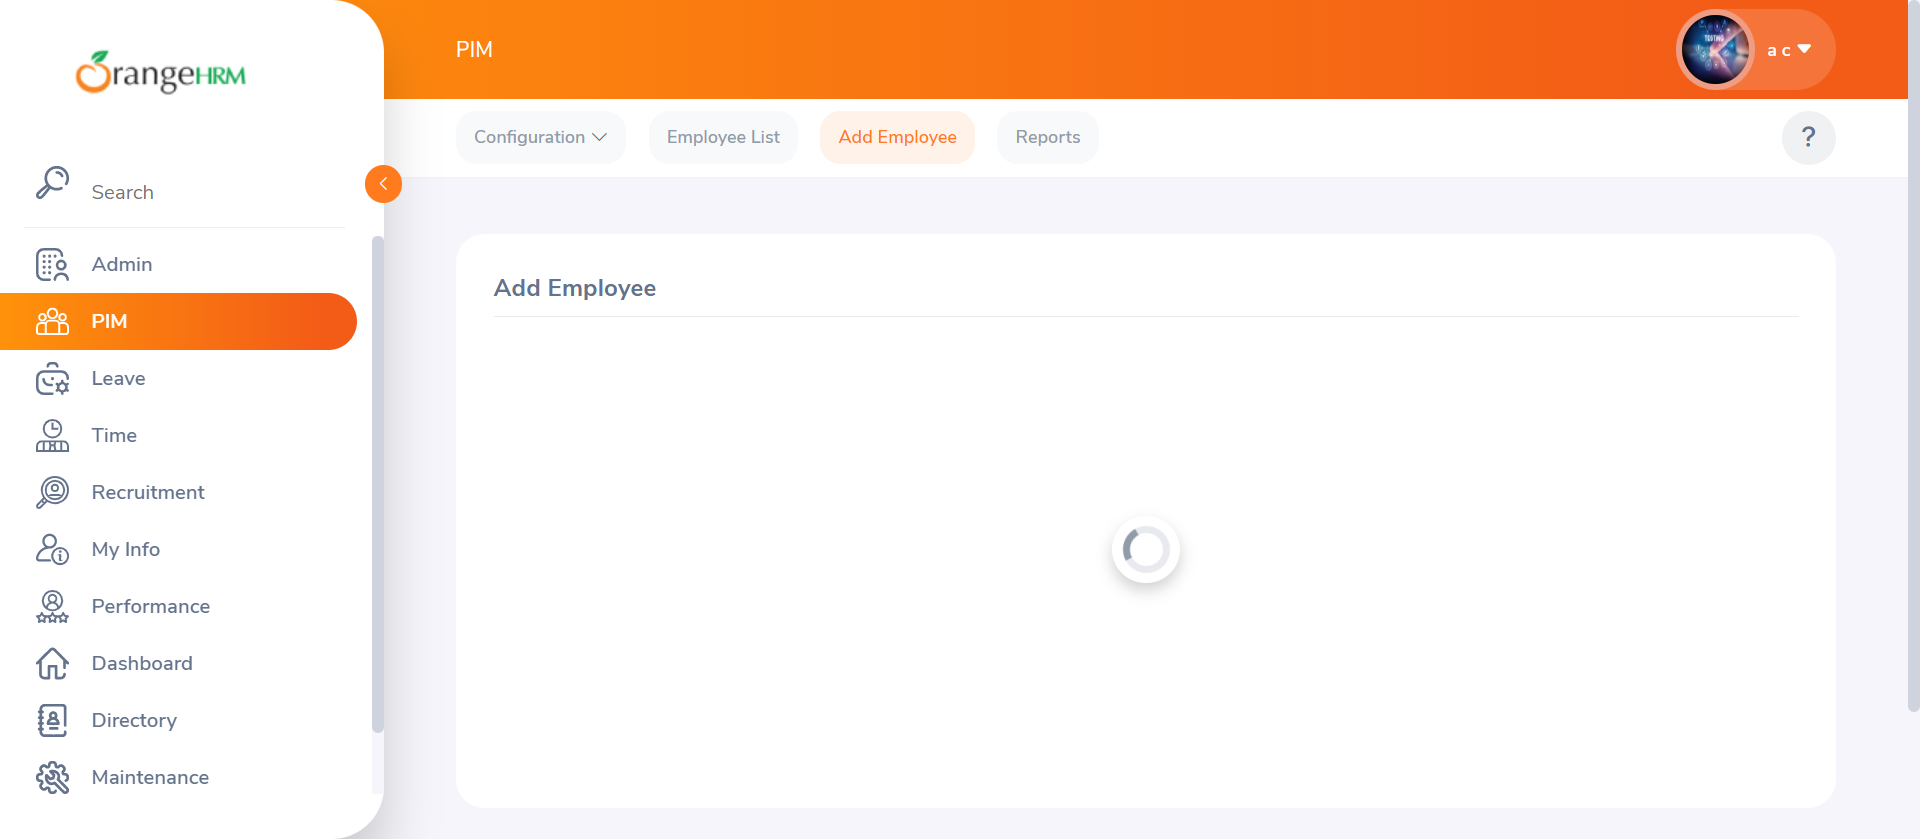 OrangeHRM
Search
Admin
PIM
Leave
Time
Recruitment
My Info
Performance
Dashboard
Directory
Maintenance
PIM
TESTING
a c
Configuration
Employee List
Add Employee
Reports
?
Add Employee